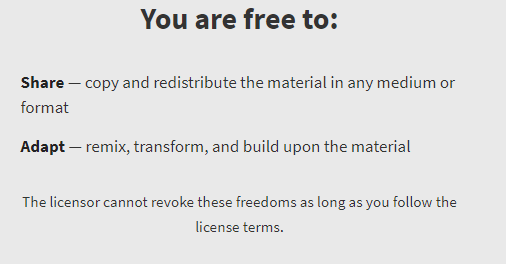 You are free to:
Share — copy and redistribute the material in any medium or
format
Adapt — remix, transform, and build upon the material
The licensor cannot revoke these freedoms as long as you follow the
license terms.